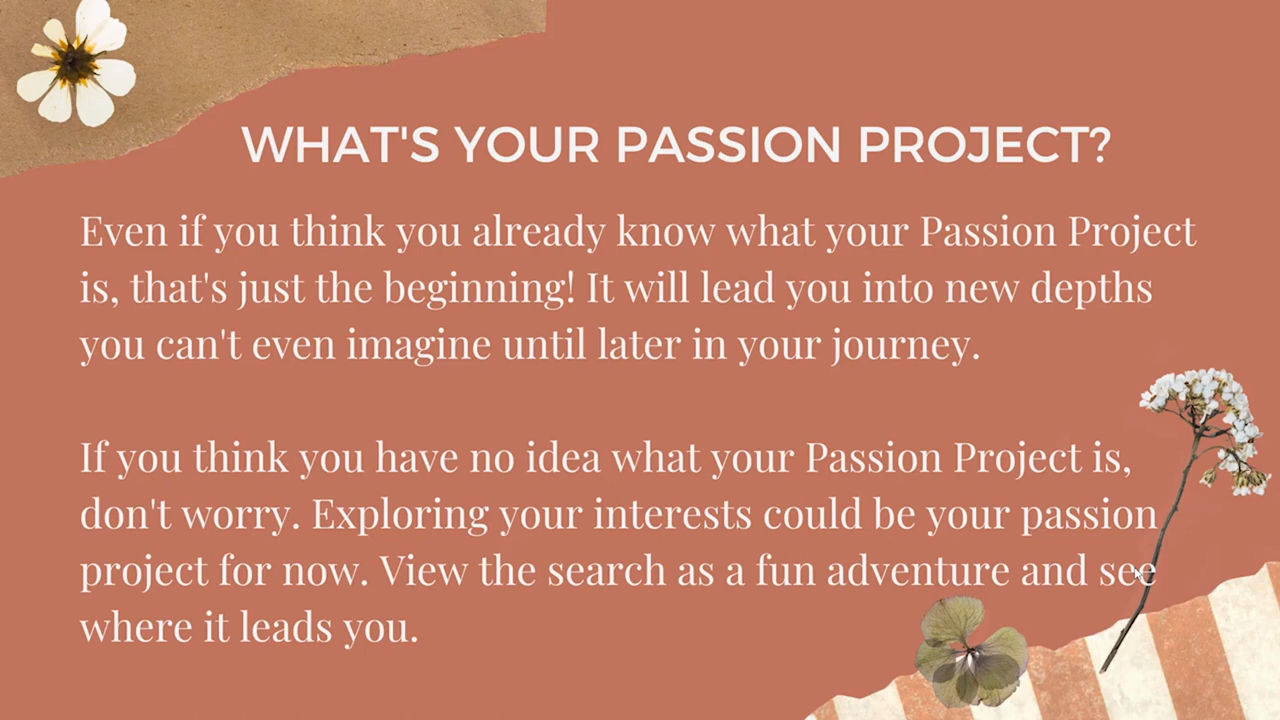 WHAT'S YOUR PASSION PROJECT?
Even if you think you already know what your Passion Project
is, that's just the beginning! It will lead you into new depths
you can't even imagine until later in your journey.
If you think you have no idea what your Passion Project is,
don't worry. Exploring your interests could be your passion
project for now. View the search as a fun adventure and see
where it leads you.